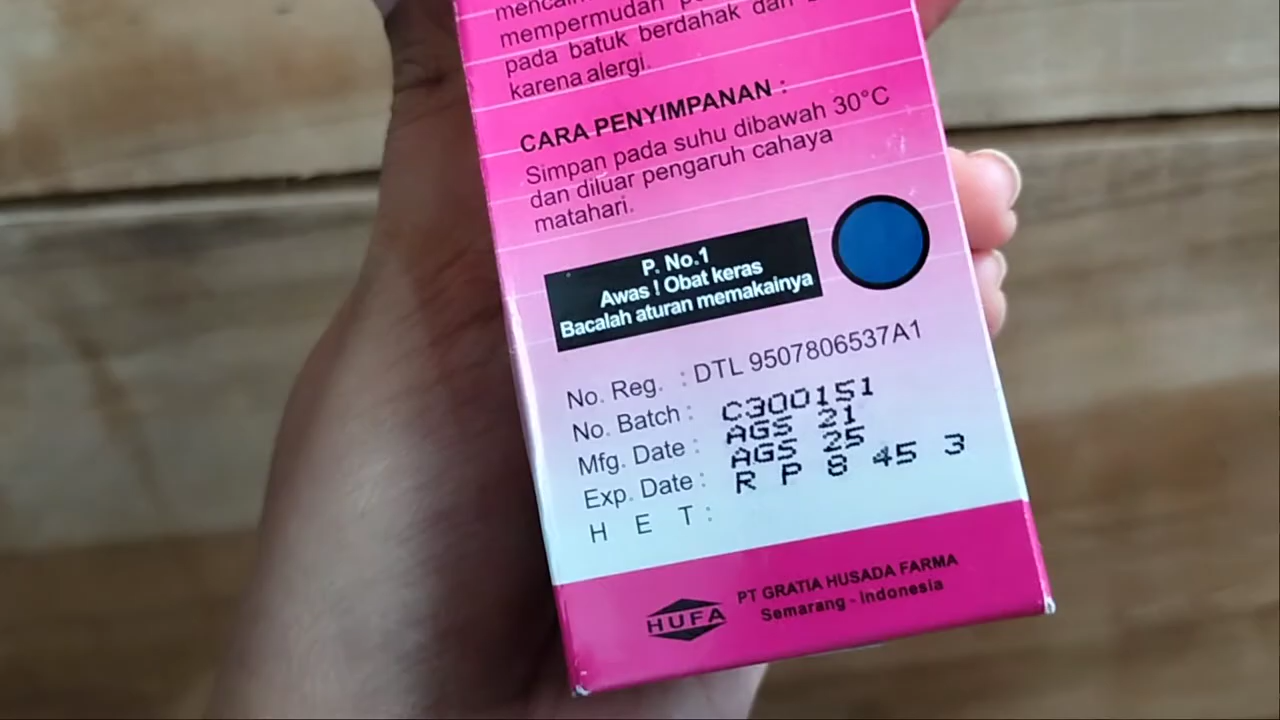 mempermudah
pada batuk berdahak dan
karena alergi.
CARA PENYIMPANAN :
Simpan pada suhu dibawah 30°C
dan diluar pengaruh cahaya
matahari.
P. No.1
Awas ! Obat keras
Bacalah aturan memakainya
No. Reg. : DTL 9507806537A1
No. Batch : C300151
Mfg. Date : AGS 21
Exp. Date : AGS 25
H E T : R P 8 45 3
HUFA
PT GRATIA HUSADA FARMA
Semarang - Indonesia